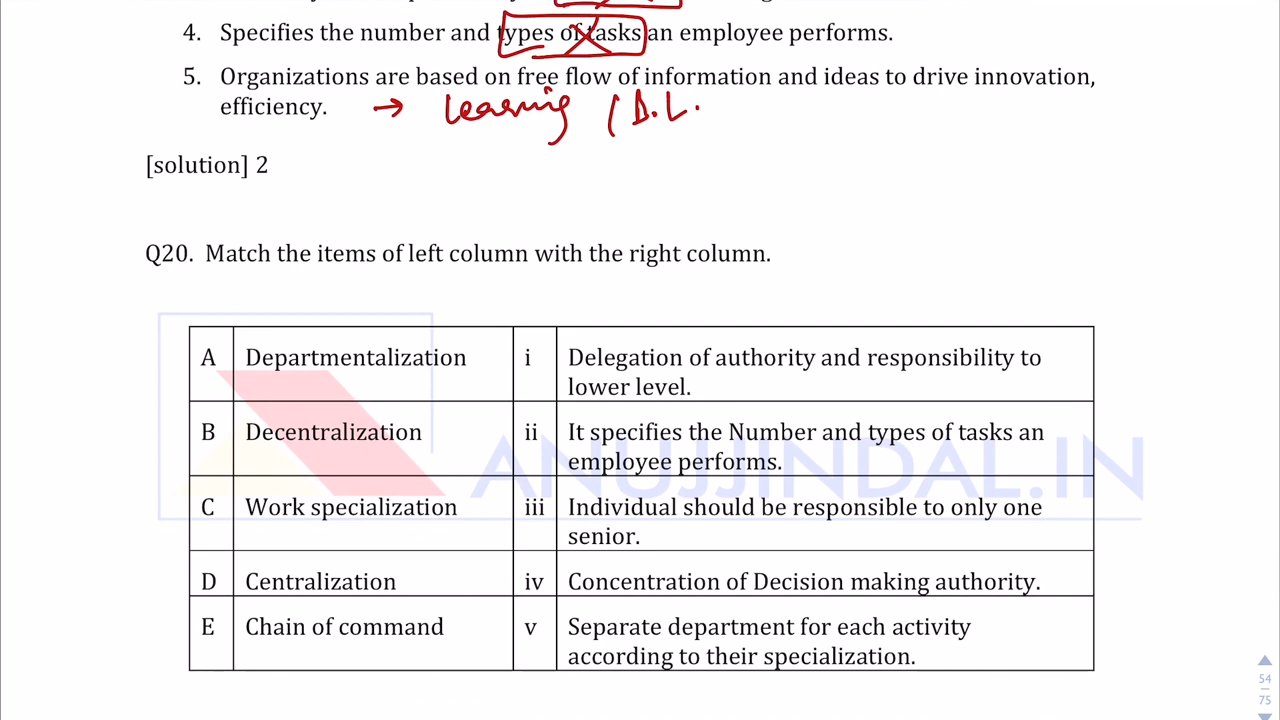 4. Specifies the number and types of tasks an employee performs.
5. Organizations are based on free flow of information and ideas to drive innovation,
efficiency. → learning / B.L.
[solution] 2
Q20. Match the items of left column with the right column.
A Departmentalization i Delegation of authority and responsibility to
lower level.
B Decentralization ii It specifies the Number and types of tasks an
employee performs.
C Work specialization iii Individual should be responsible to only one
senior.
D Centralization iv Concentration of Decision making authority.
E Chain of command v Separate department for each activity
according to their specialization.
ANUJJINDAL.IN
54
75